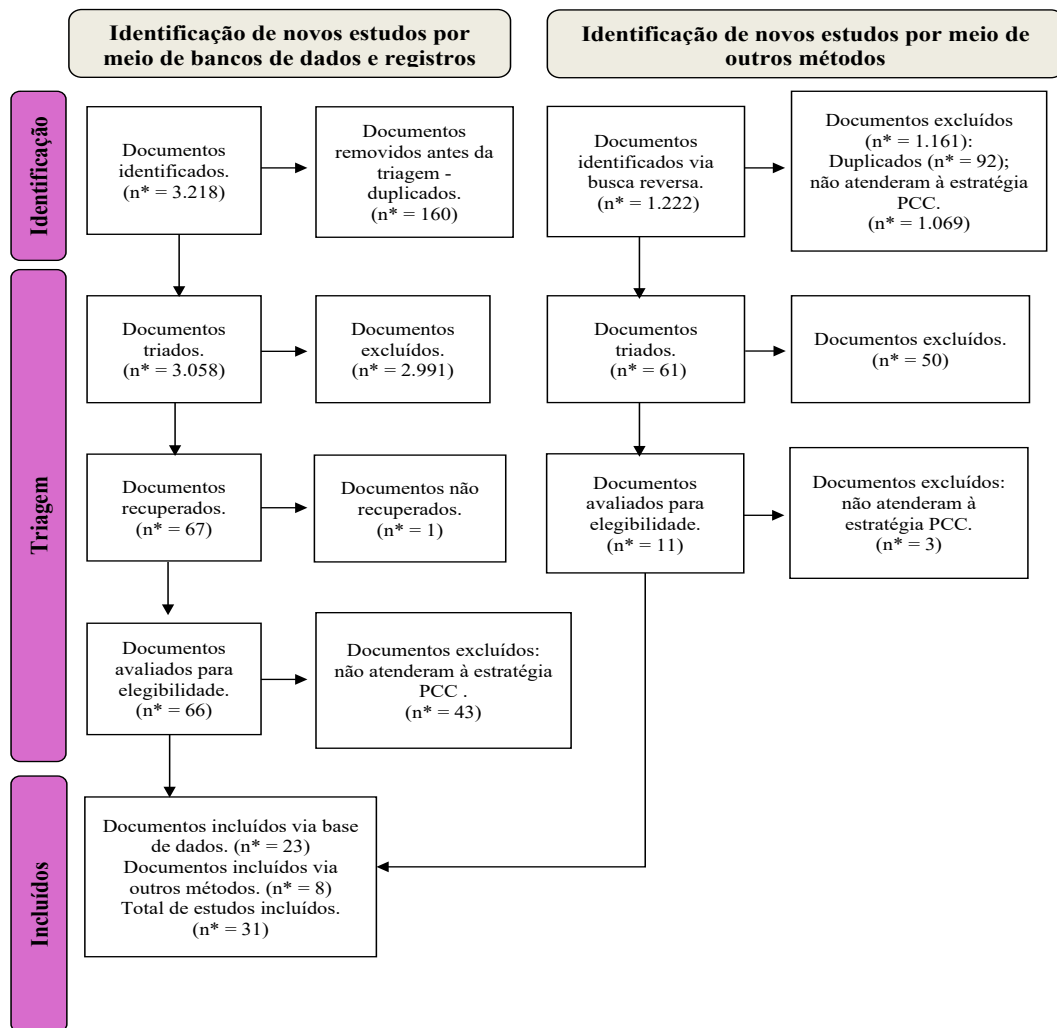 Identificação de novos estudos por
meio de bancos de dados e registros
Identificação de novos estudos por meio de
outros métodos
Identificação
Documentos
identificados.
(n* = 3.218)
Documentos
removidos antes da
triagem -
duplicados.
(n* = 160)
Documentos
identificados via
busca reversa.
(n* = 1.222)
Documentos excluídos
(n* = 1.161):
Duplicados (n* = 92);
não atenderam à estratégia
PCC.
(n* = 1.069)
Triagem
Documentos
triados.
(n* = 3.058)
Documentos
excluídos.
(n* = 2.991)
Documentos
triados.
(n* = 61)
Documentos excluídos.
(n* = 50)
Documentos
recuperados.
(n* = 67)
Documentos não
recuperados.
(n* = 1)
Documentos
avaliados para
elegibilidade.
(n* = 11)
Documentos excluídos:
não atenderam à
estratégia PCC.
(n* = 3)
Documentos
avaliados para
elegibilidade.
(n* = 66)
Documentos excluídos:
não atenderam à estratégia
PCC .
(n* = 43)
Incluídos
Documentos incluídos via base
de dados. (n* = 23)
Documentos incluídos via
outros métodos. (n* = 8)
Total de estudos incluídos.
(n* = 31)